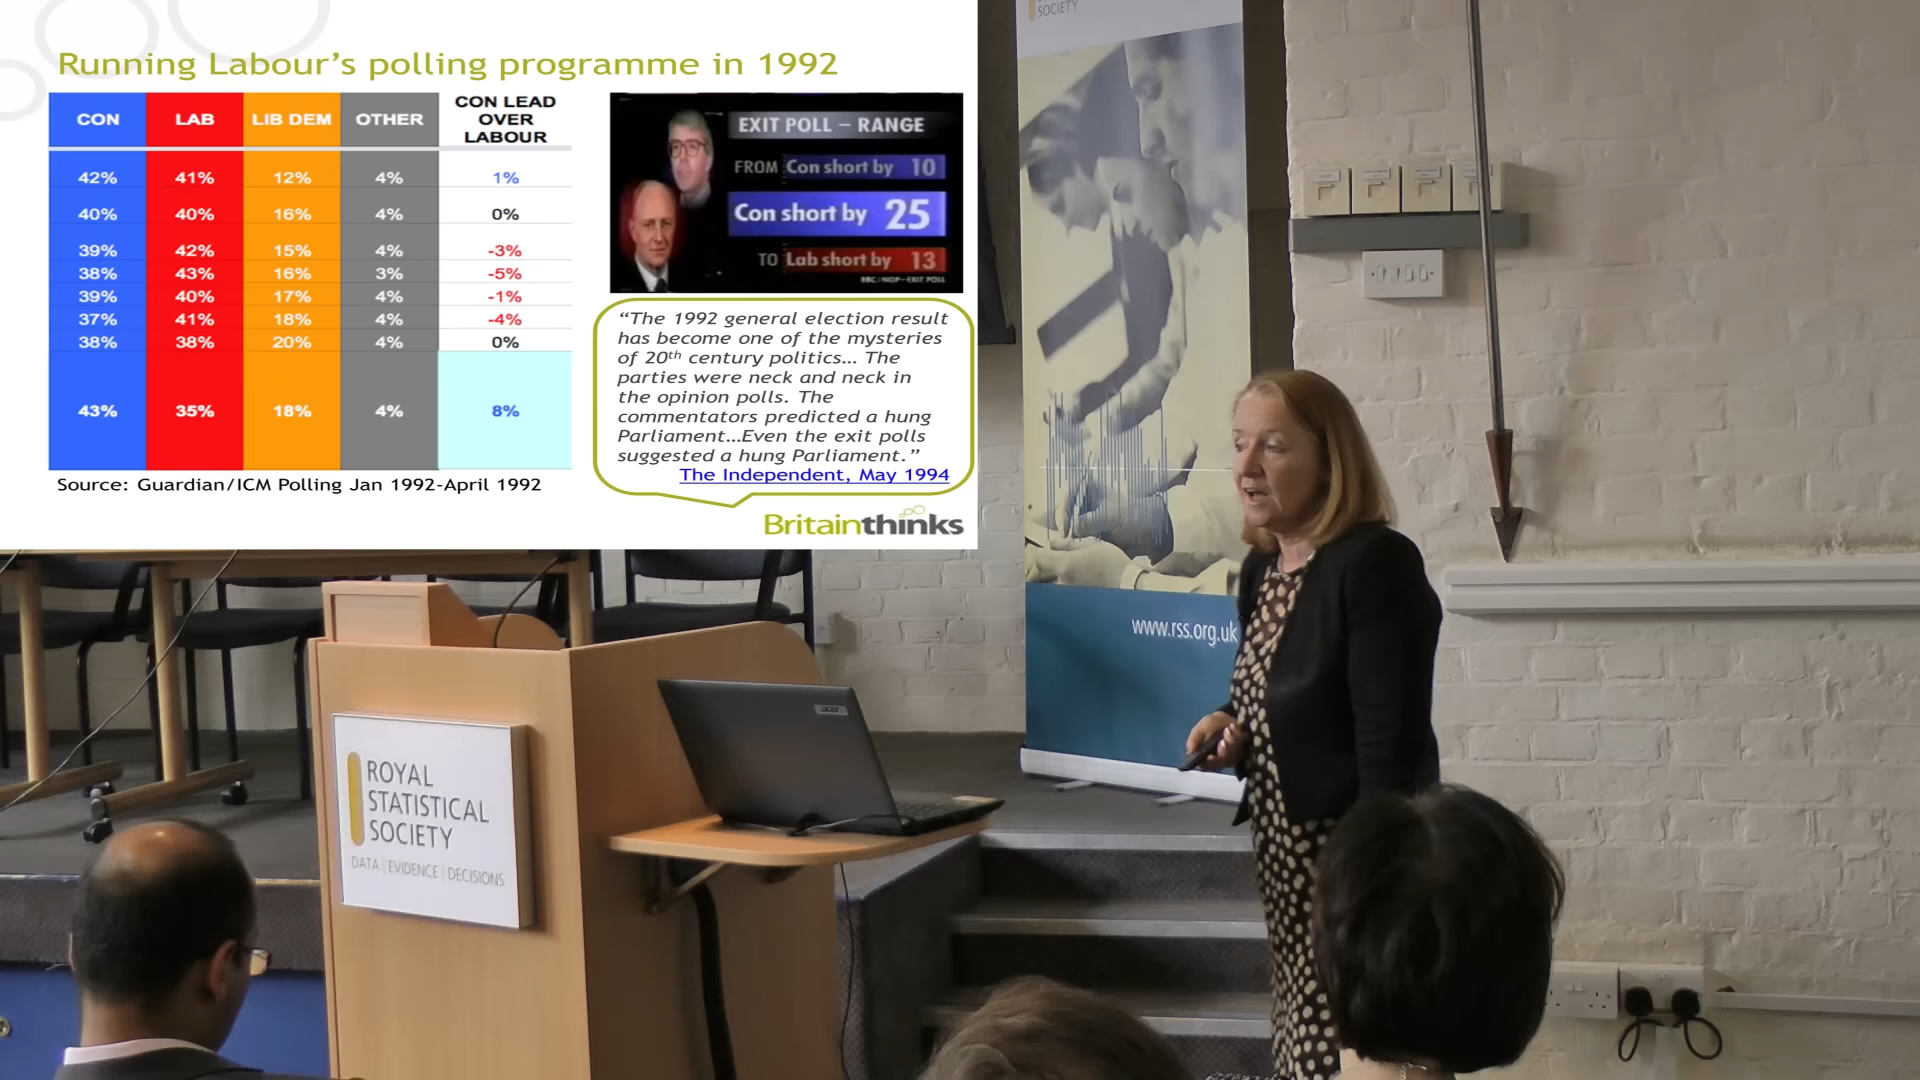 Running Labour's polling programme in 1992
CON LAB LIB DEM OTHER CON LEAD OVER LABOUR
42% 41% 12% 4% 1%
40% 40% 16% 4% 0%
39% 42% 15% 4% -3%
38% 43% 16% 3% -5%
39% 40% 17% 4% -1%
37% 41% 18% 4% -4%
38% 38% 20% 4% 0%
43% 35% 18% 4% 8%
Source: Guardian/ICM Polling Jan 1992-April 1992
EXIT POLL – RANGE
FROM Con short by 10
Con short by 25
TO Lab short by 13
BBC/NOP-EXIT POLL
“The 1992 general election result
has become one of the mysteries
of 20th century politics… The
parties were neck and neck in
the opinion polls. The
commentators predicted a hung
Parliament…Even the exit polls
suggested a hung Parliament.”
The Independent, May 1994
Britainthinks
SOCIETY
www.rss.org.uk
acer
ROYAL
STATISTICAL
SOCIETY
DATA | EVIDENCE | DECISIONS